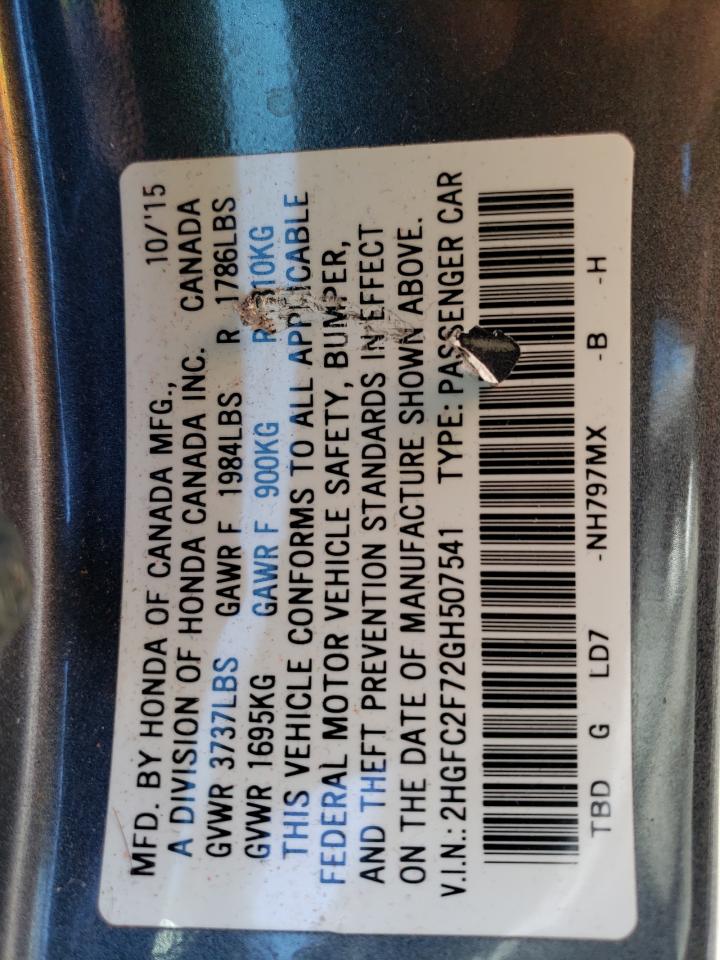 MFD. BY HONDA OF CANADA MFG., 10/'15
A DIVISION OF HONDA CANADA INC. CANADA
GVWR 3737LBS GAWR F 1984LBS R 1786LBS
GVWR 1695KG GAWR F 900KG R 810KG
THIS VEHICLE CONFORMS TO ALL APPLICABLE
FEDERAL MOTOR VEHICLE SAFETY, BUMPER,
AND THEFT PREVENTION STANDARDS IN EFFECT
ON THE DATE OF MANUFACTURE SHOWN ABOVE.
V.I.N.: 2HGFC2F72GH507541 TYPE: PASSENGER CAR
TBD G LD7 -NH797MX -B -H